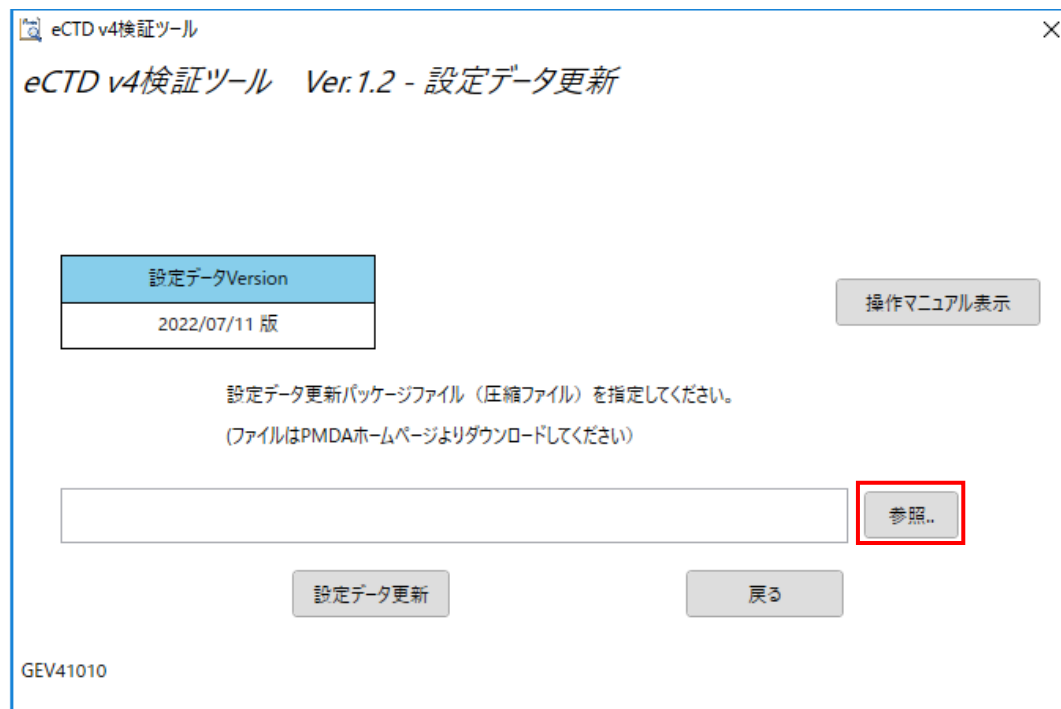 eCTD v4検証ツール
eCTD v4検証ツール　Ver.1.2 - 設定データ更新
設定データVersion
2022/07/11 版
操作マニュアル表示
設定データ更新パッケージファイル（圧縮ファイル）を指定してください。
(ファイルはPMDAホームページよりダウンロードしてください）
参照..
設定データ更新
戻る
GEV41010